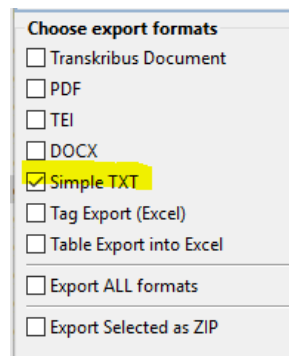 Choose export formats
Transkribus Document
PDF
TEI
DOCX
Simple TXT
Tag Export (Excel)
Table Export into Excel
Export ALL formats
Export Selected as ZIP